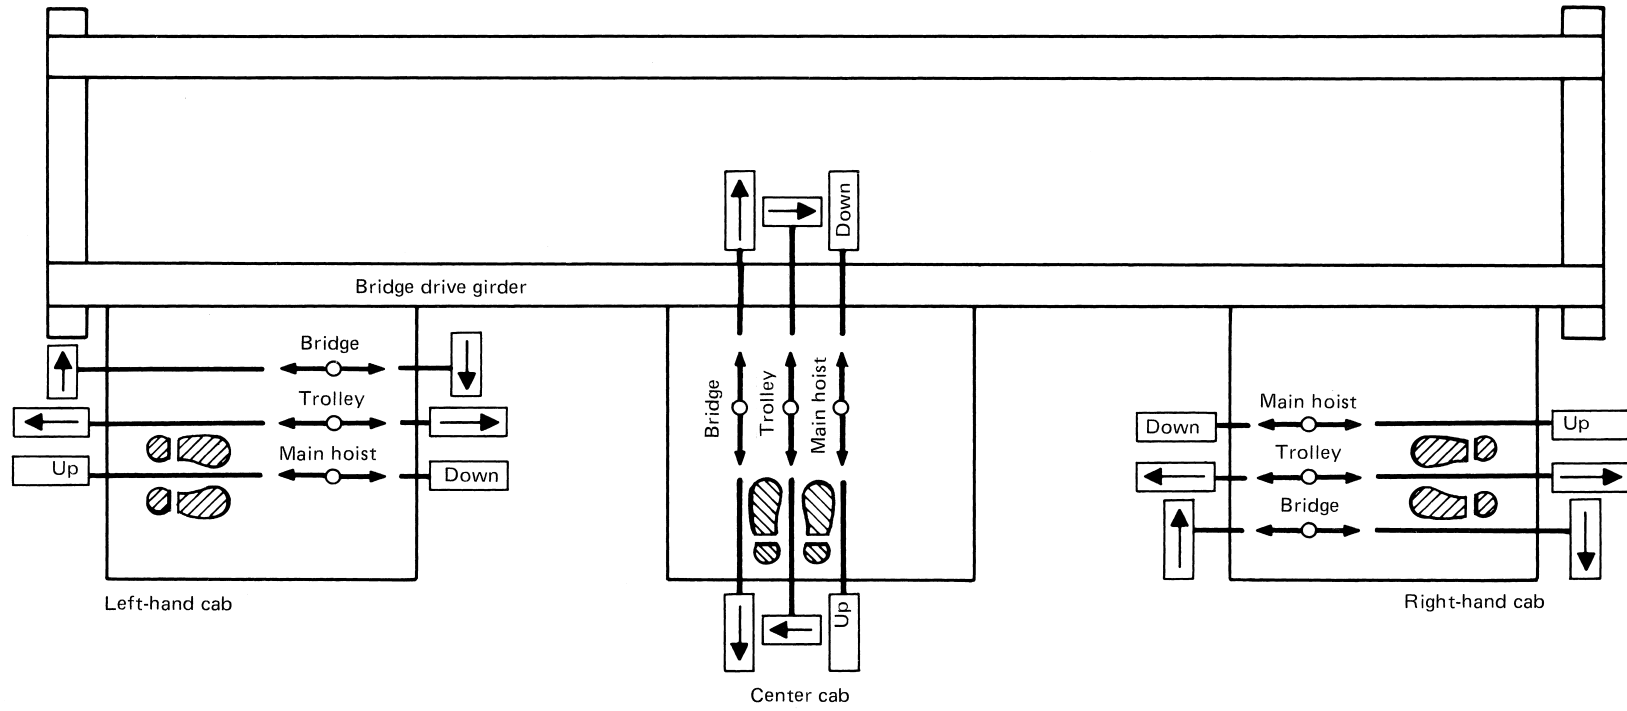 Down
Bridge drive girder
Bridge
Trolley
Main hoist
Up
Down
Left-hand cab
Bridge
Trolley
Main hoist
Up
Center cab
Main hoist
Down
Up
Trolley
Bridge
Right-hand cab